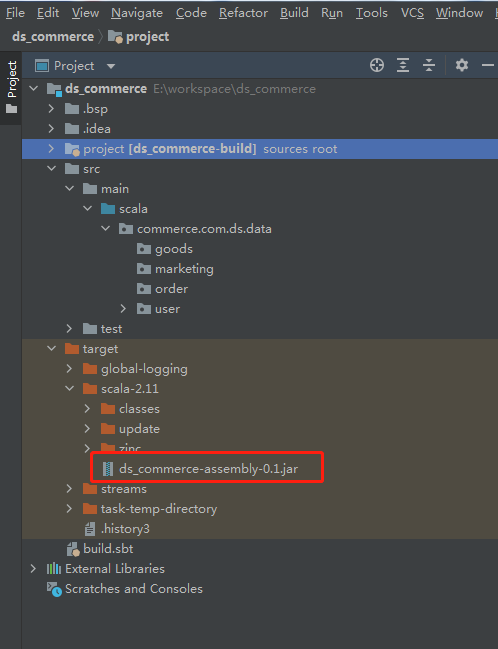 File Edit View Navigate Code Refactor Build Run Tools VCS Window
ds_commerce project
Project
Project
ds_commerce E:\workspace\ds_commerce
.bsp
.idea
project [ds_commerce-build] sources root
src
main
scala
commerce.com.ds.data
goods
marketing
order
user
test
target
global-logging
scala-2.11
classes
update
zinc
ds_commerce-assembly-0.1.jar
streams
task-temp-directory
.history3
build.sbt
External Libraries
Scratches and Consoles